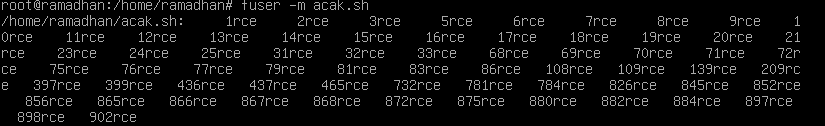 root@ramadhan:/home/ramadhan# fuser -m acak.sh
/home/ramadhan/acak.sh:     1rce     2rce     3rce     5rce     6rce     7rce     8rce     9rce    1
0rce    11rce    12rce    13rce    14rce    15rce    16rce    17rce    18rce    19rce    20rce    21
rce    23rce    24rce    25rce    31rce    32rce    33rce    68rce    69rce    70rce    71rce    72r
ce    75rce    76rce    77rce    79rce    81rce    83rce    86rce   108rce   109rce   139rce   209rc
e   397rce   399rce   436rce   437rce   465rce   732rce   781rce   784rce   826rce   845rce   852rce
   856rce   865rce   866rce   867rce   868rce   872rce   875rce   880rce   882rce   884rce   897rce
  898rce   902rce